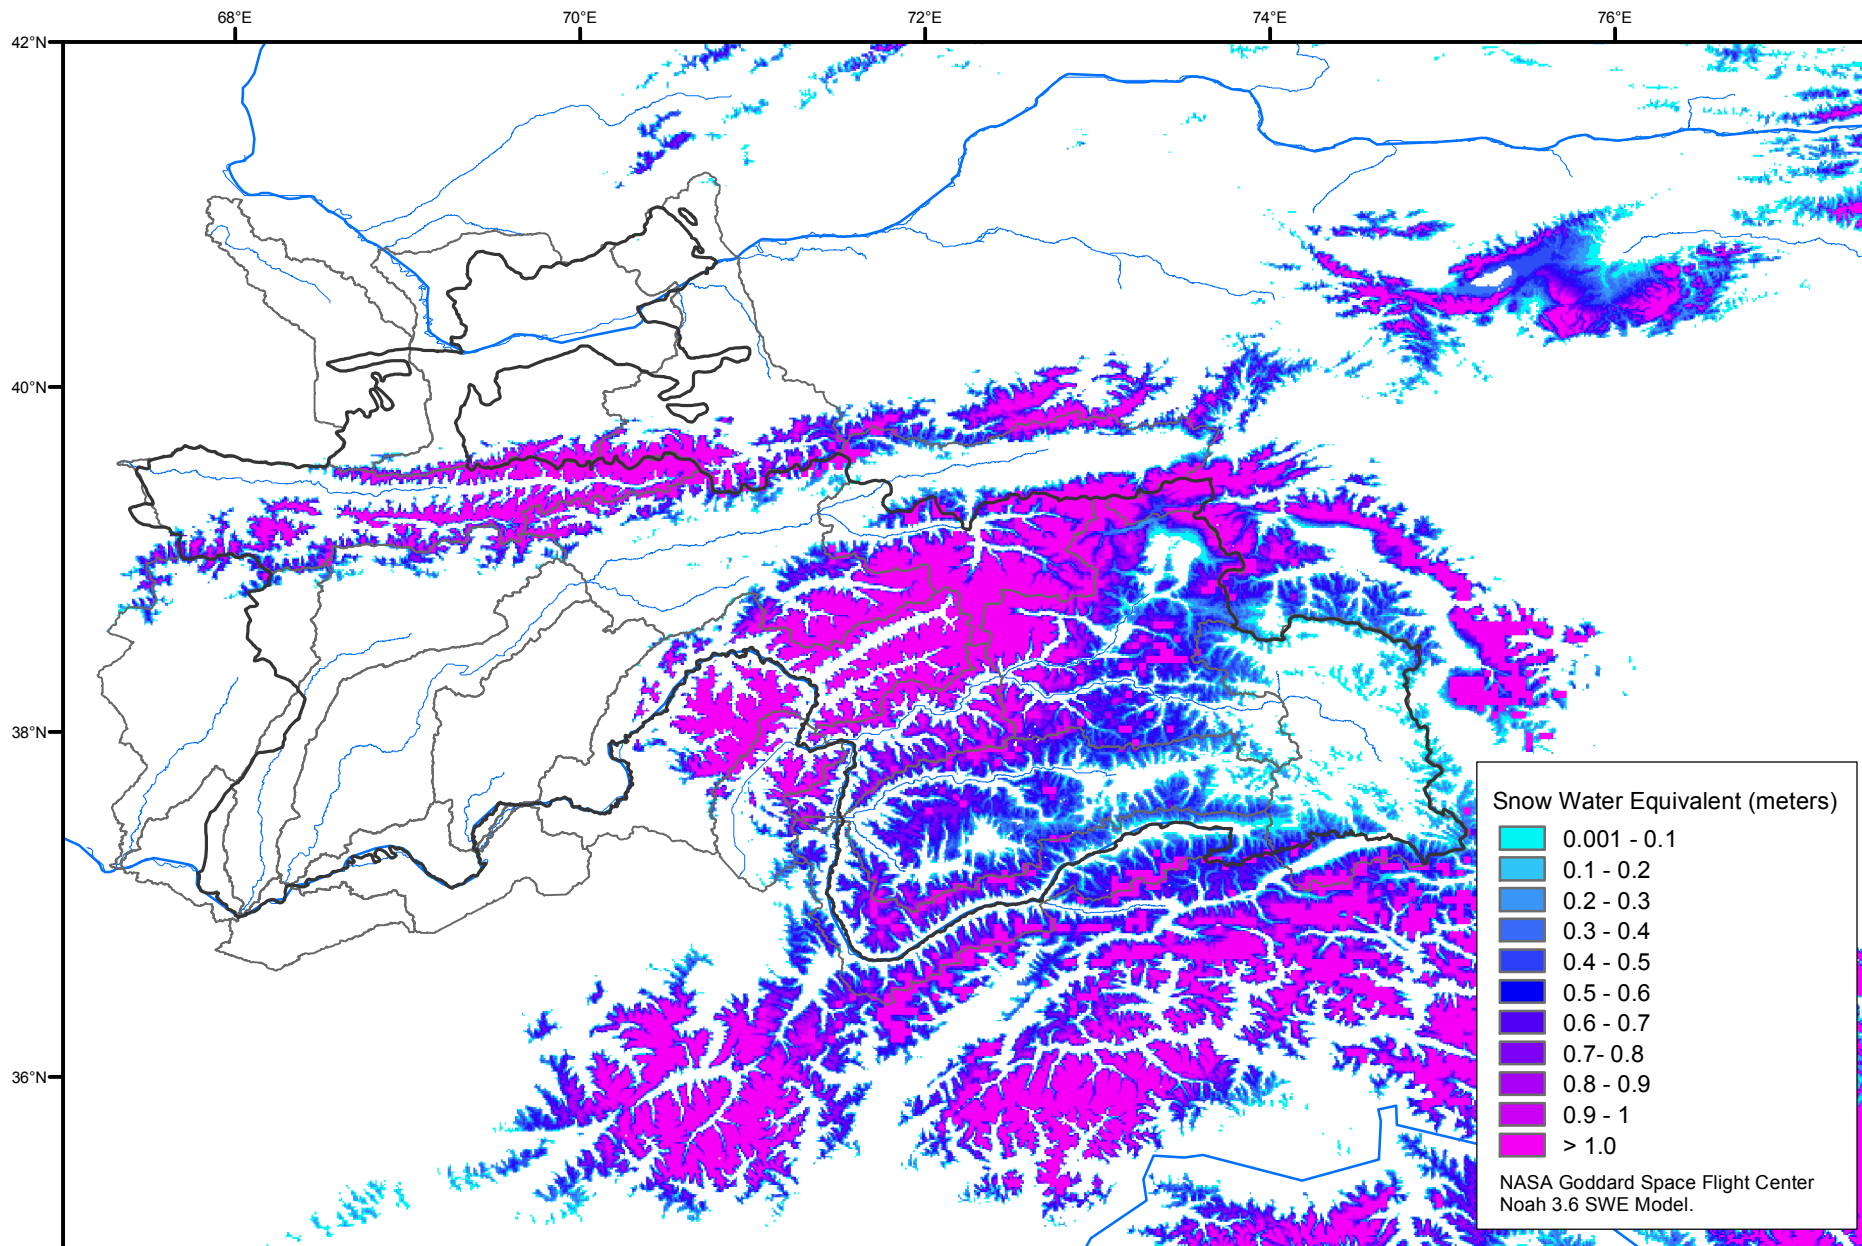 68°E 70°E 72°E 74°E 76°E
42°N
40°N
38°N
36°N
Snow Water Equivalent (meters)
0.001 - 0.1
0.1 - 0.2
0.2 - 0.3
0.3 - 0.4
0.4 - 0.5
0.5 - 0.6
0.6 - 0.7
0.7- 0.8
0.8 - 0.9
0.9 - 1
> 1.0
NASA Goddard Space Flight Center
Noah 3.6 SWE Model.